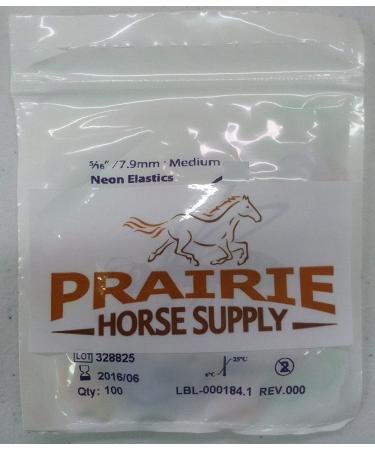 5/16" /7.9mm : Medium
Neon Elastics
PRAIRIE
HORSE SUPPLY
LOT 328825
2016/06
25°C
Qty: 100 LBL-000184.1 REV.000